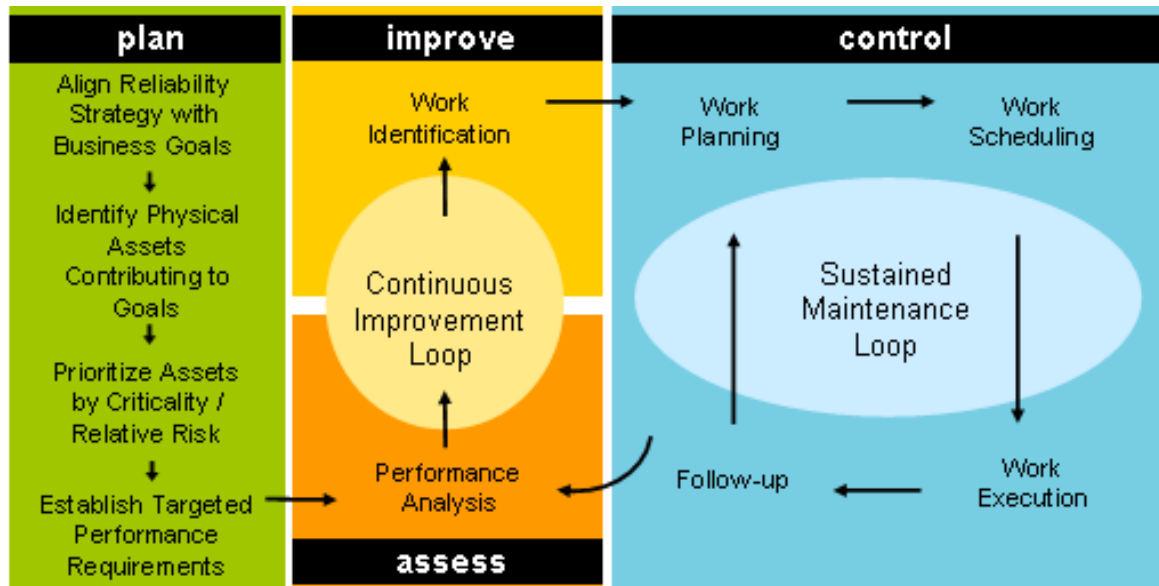 plan
Align Reliability
Strategy with
Business Goals
Identify Physical
Assets
Contributing to
Goals
Prioritize Assets
by Criticality /
Relative Risk
Establish Targeted
Performance
Requirements
improve
Work
Identification
Continuous
Improvement
Loop
Performance
Analysis
assess
control
Work
Planning
Work
Scheduling
Sustained
Maintenance
Loop
Follow-up
Work
Execution